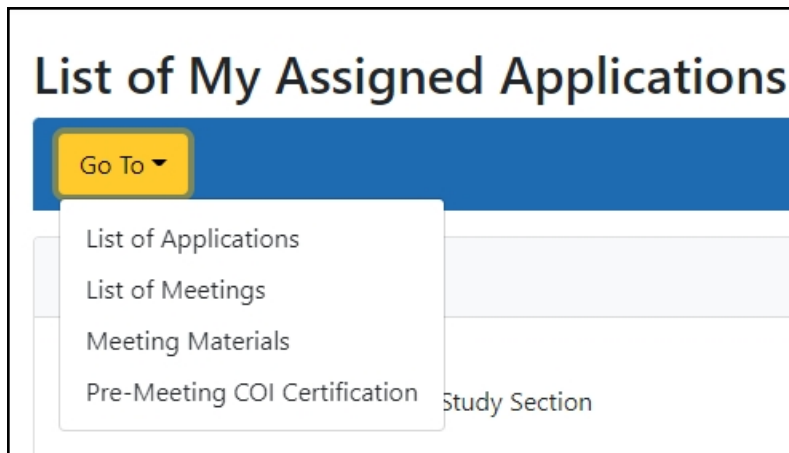 List of My Assigned Applications
Go To
List of Applications
List of Meetings
Meeting Materials
Pre-Meeting COI Certification
Study Section